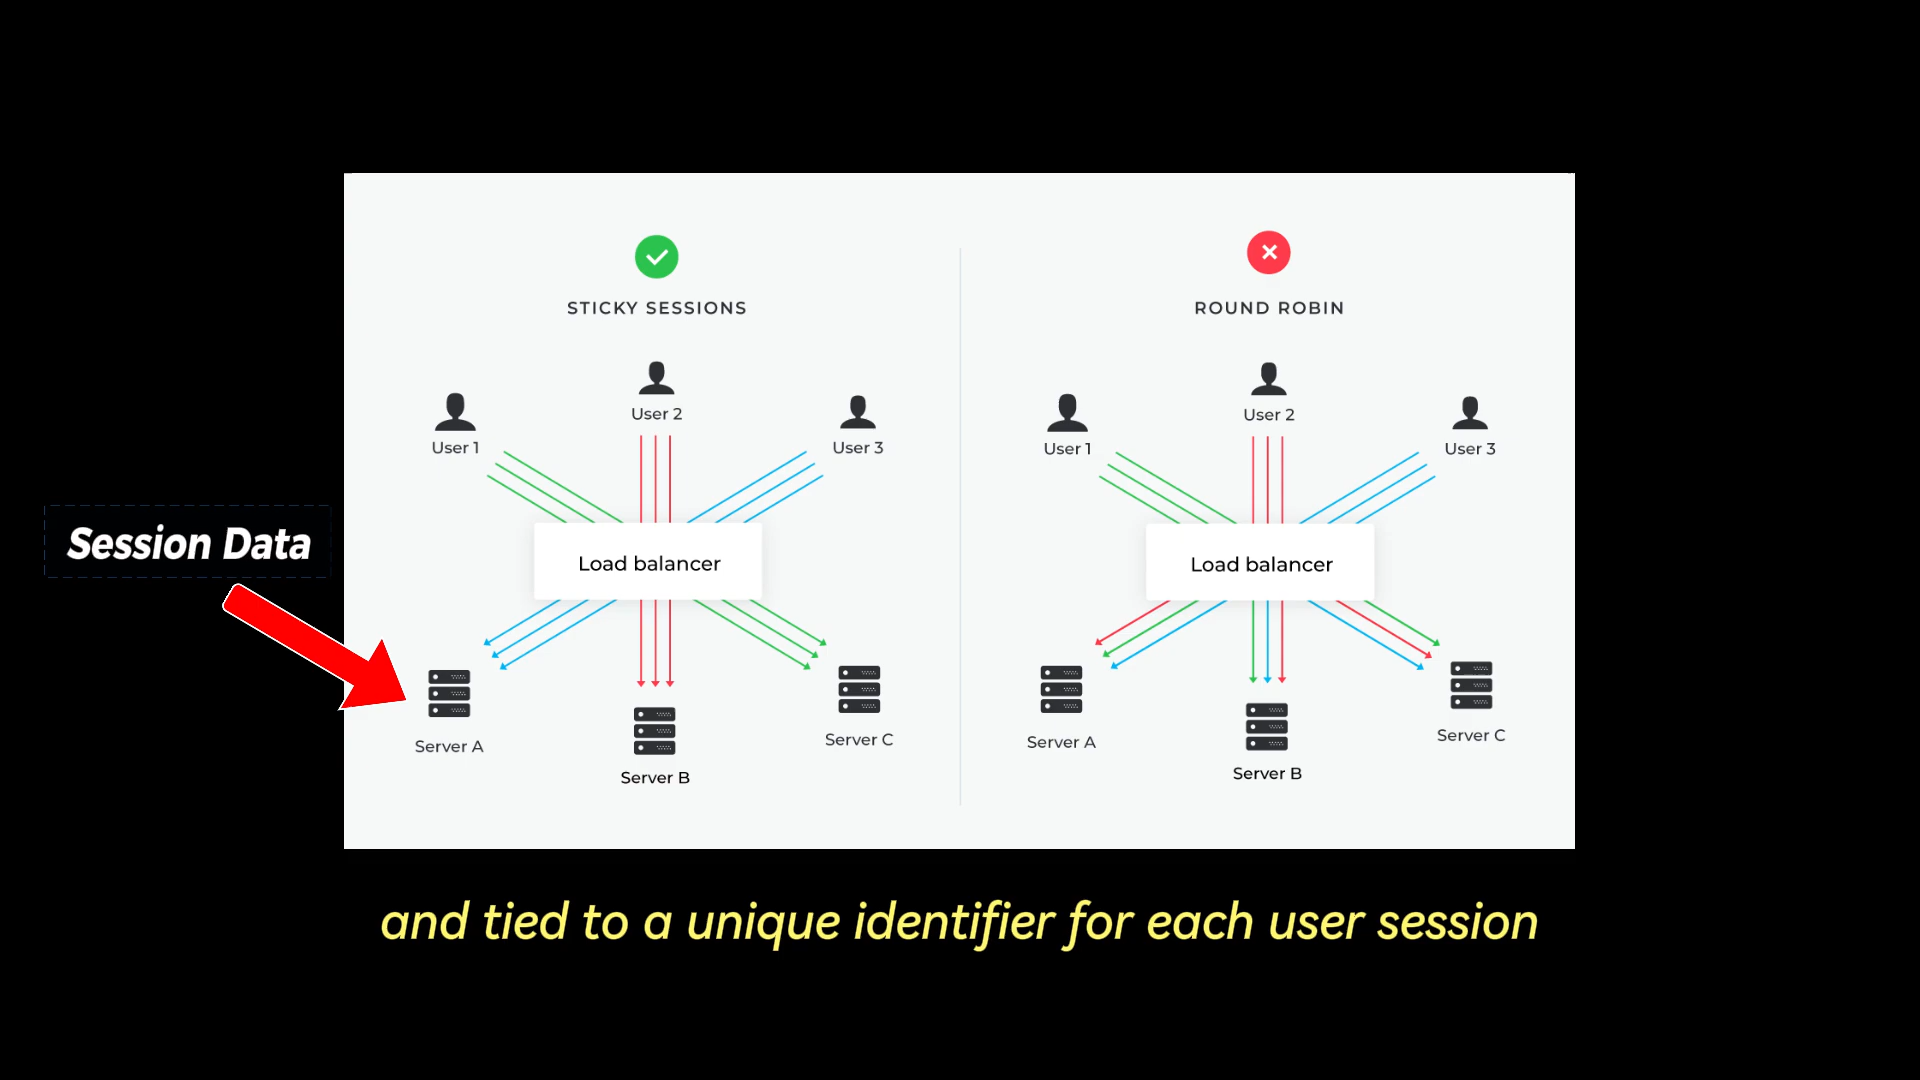 STICKY SESSIONS
User 1
User 2
User 3
Load balancer
Server A
Server B
Server C
ROUND ROBIN
User 1
User 2
User 3
Load balancer
Server A
Server B
Server C
Session Data
and tied to a unique identifier for each user session